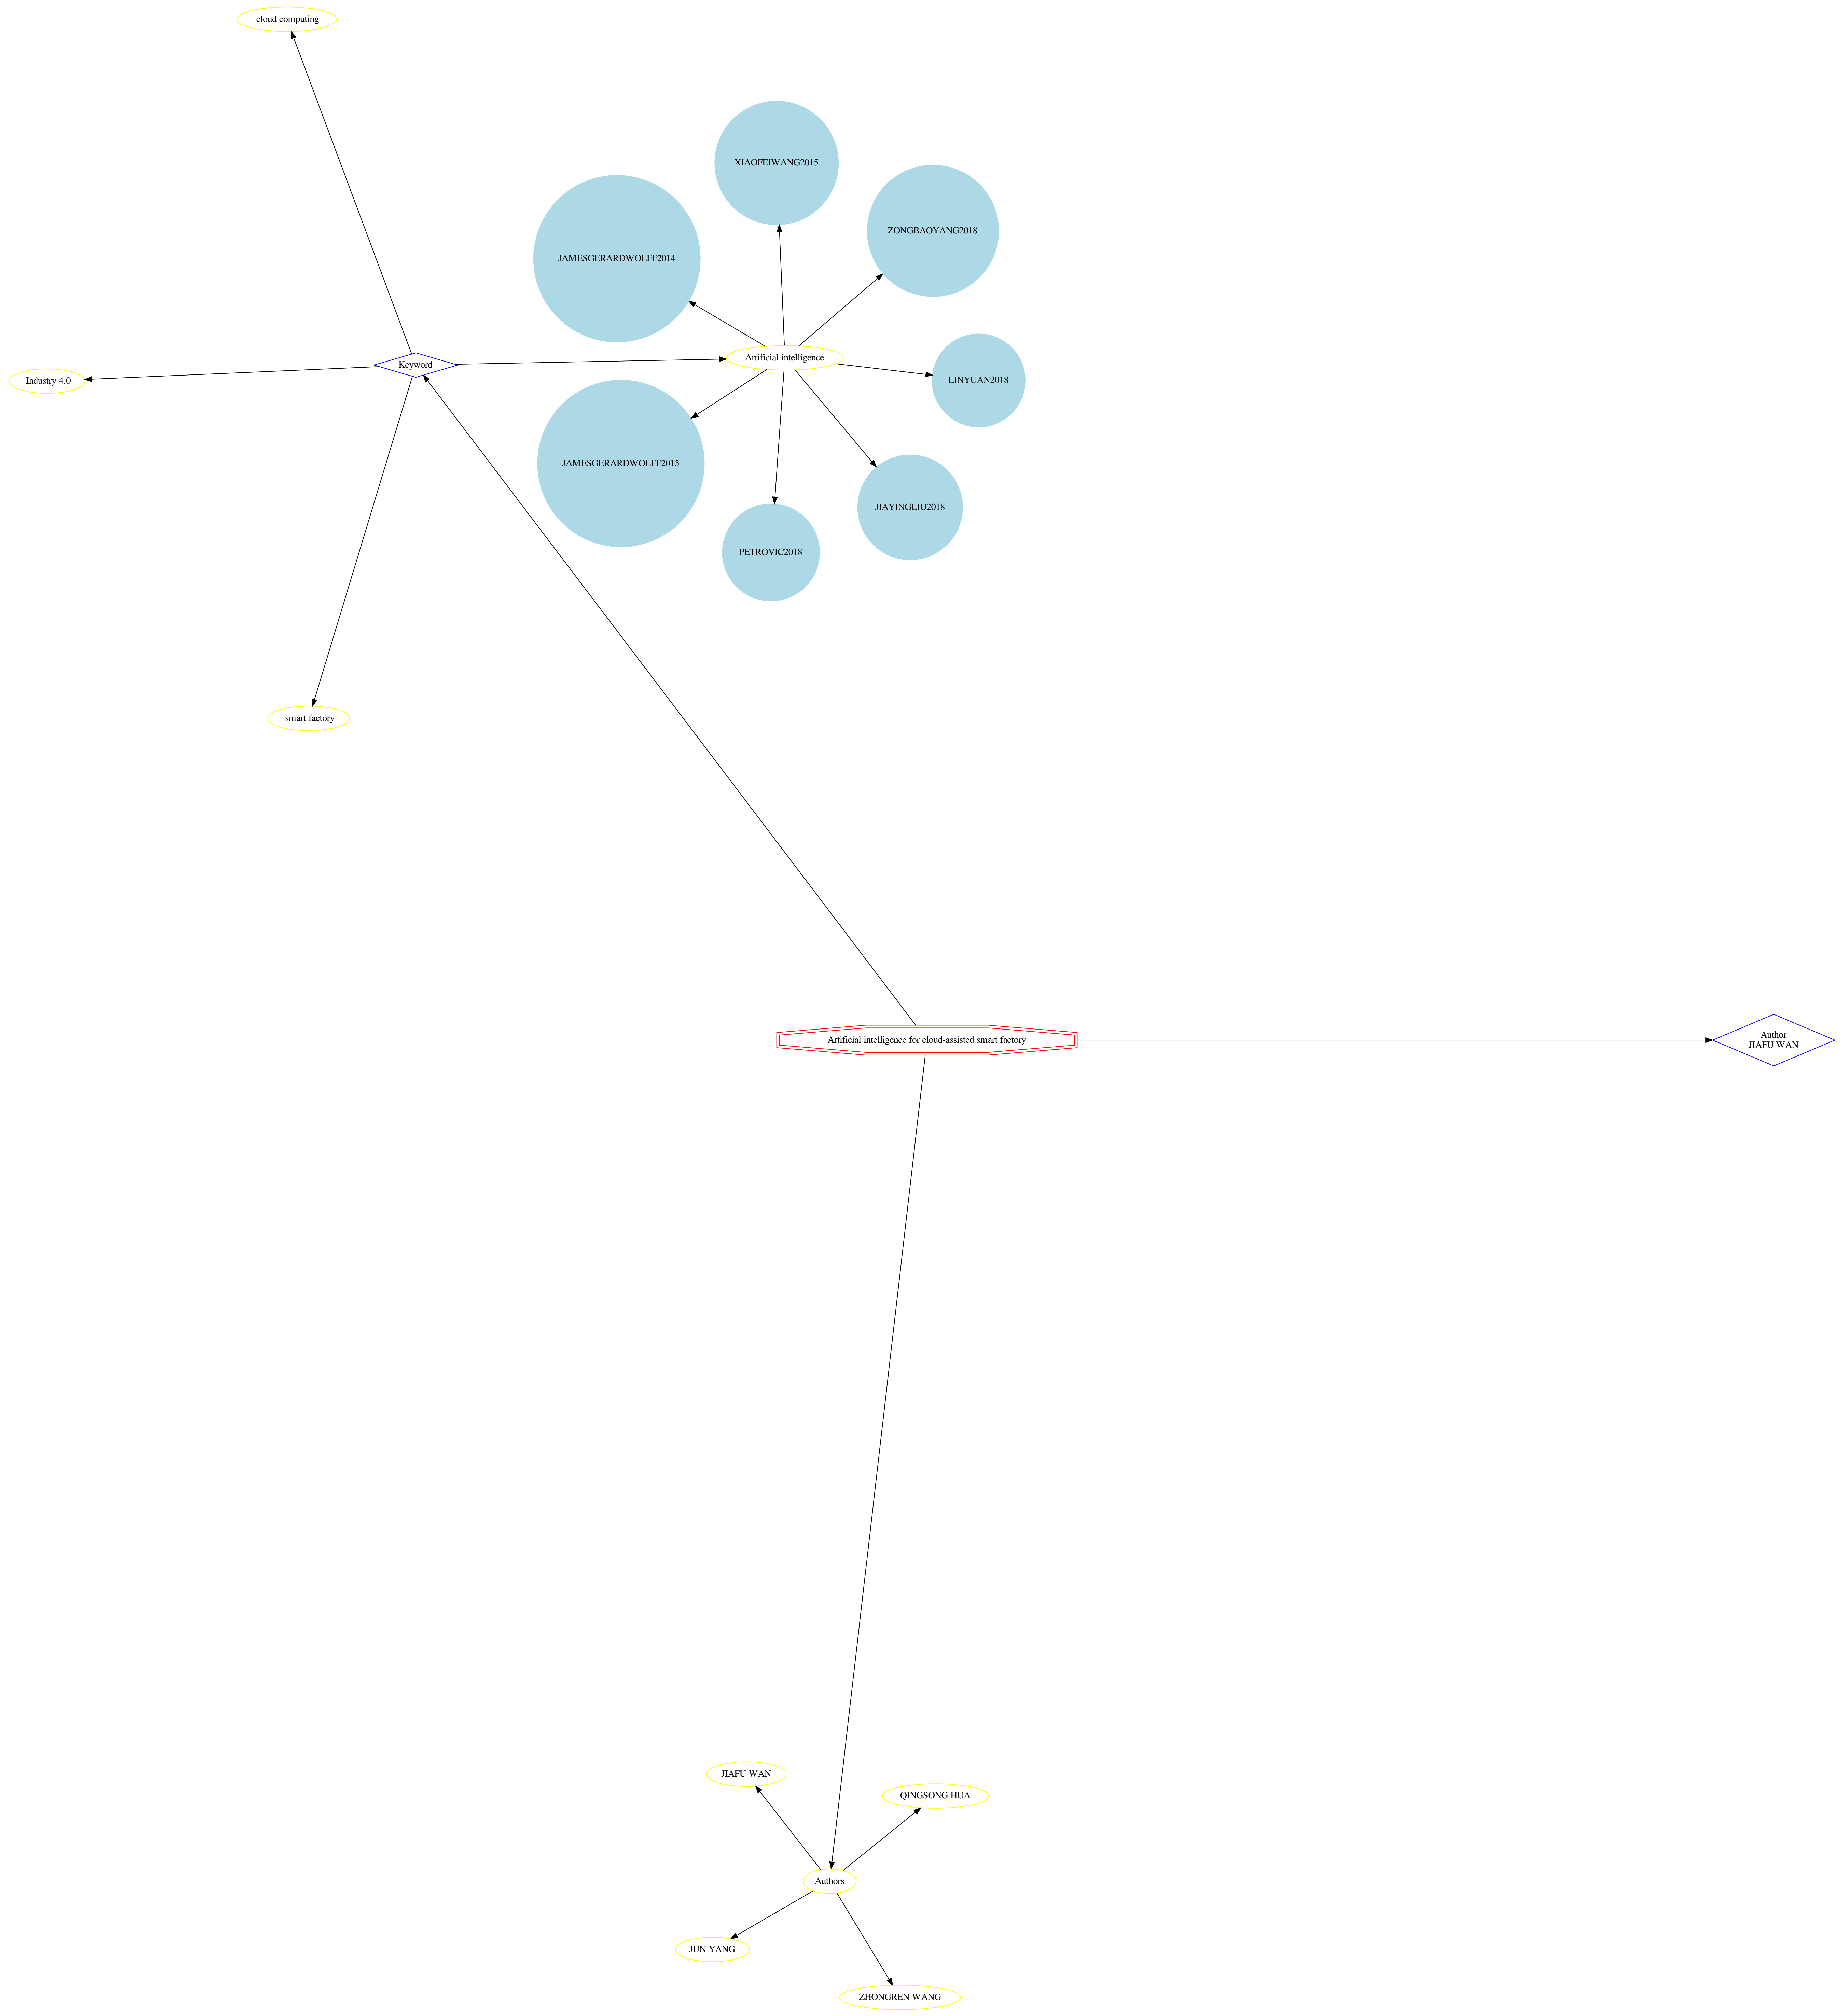 cloud computing
XIAOFEIWANG2015
ZONGBAOYANG2018
JAMESGERARDWOLFF2014
Artificial intelligence
Keyword
Industry 4.0
LINYUAN2018
JAMESGERARDWOLFF2015
JIAYINGLIU2018
PETROVIC2018
smart factory
Artificial intelligence for cloud-assisted smart factory
Author
JIAFU WAN
JIAFU WAN
QINGSONG HUA
Authors
JUN YANG
ZHONGREN WANG